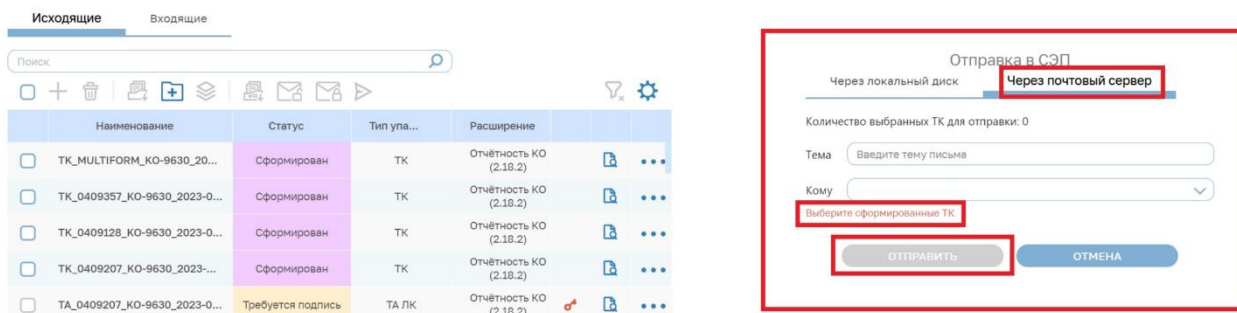 Исходящие Входящие
Поиск
Наименование Статус Тип упа... Расширение
TK_MULTIFORM_KO-9630_20... Сформирован ТК Отчётность КО (2.18.2)
TK_0409357_KO-9630_2023-0... Сформирован ТК Отчётность КО (2.18.2)
TK_0409128_KO-9630_2023-0... Сформирован ТК Отчётность КО (2.18.2)
TK_0409207_KO-9630_2023-... Сформирован ТК Отчётность КО (2.18.2)
TA_0409207_KO-9630_2023-0... Требуется подпись ТА ЛК Отчётность КО (2.18.2)
Отправка в СЭП
Через локальный диск Через почтовый сервер
Количество выбранных ТК для отправки: 0
Тема Введите тему письма
Кому
Выберите сформированные ТК
ОТПРАВИТЬ ОТМЕНА